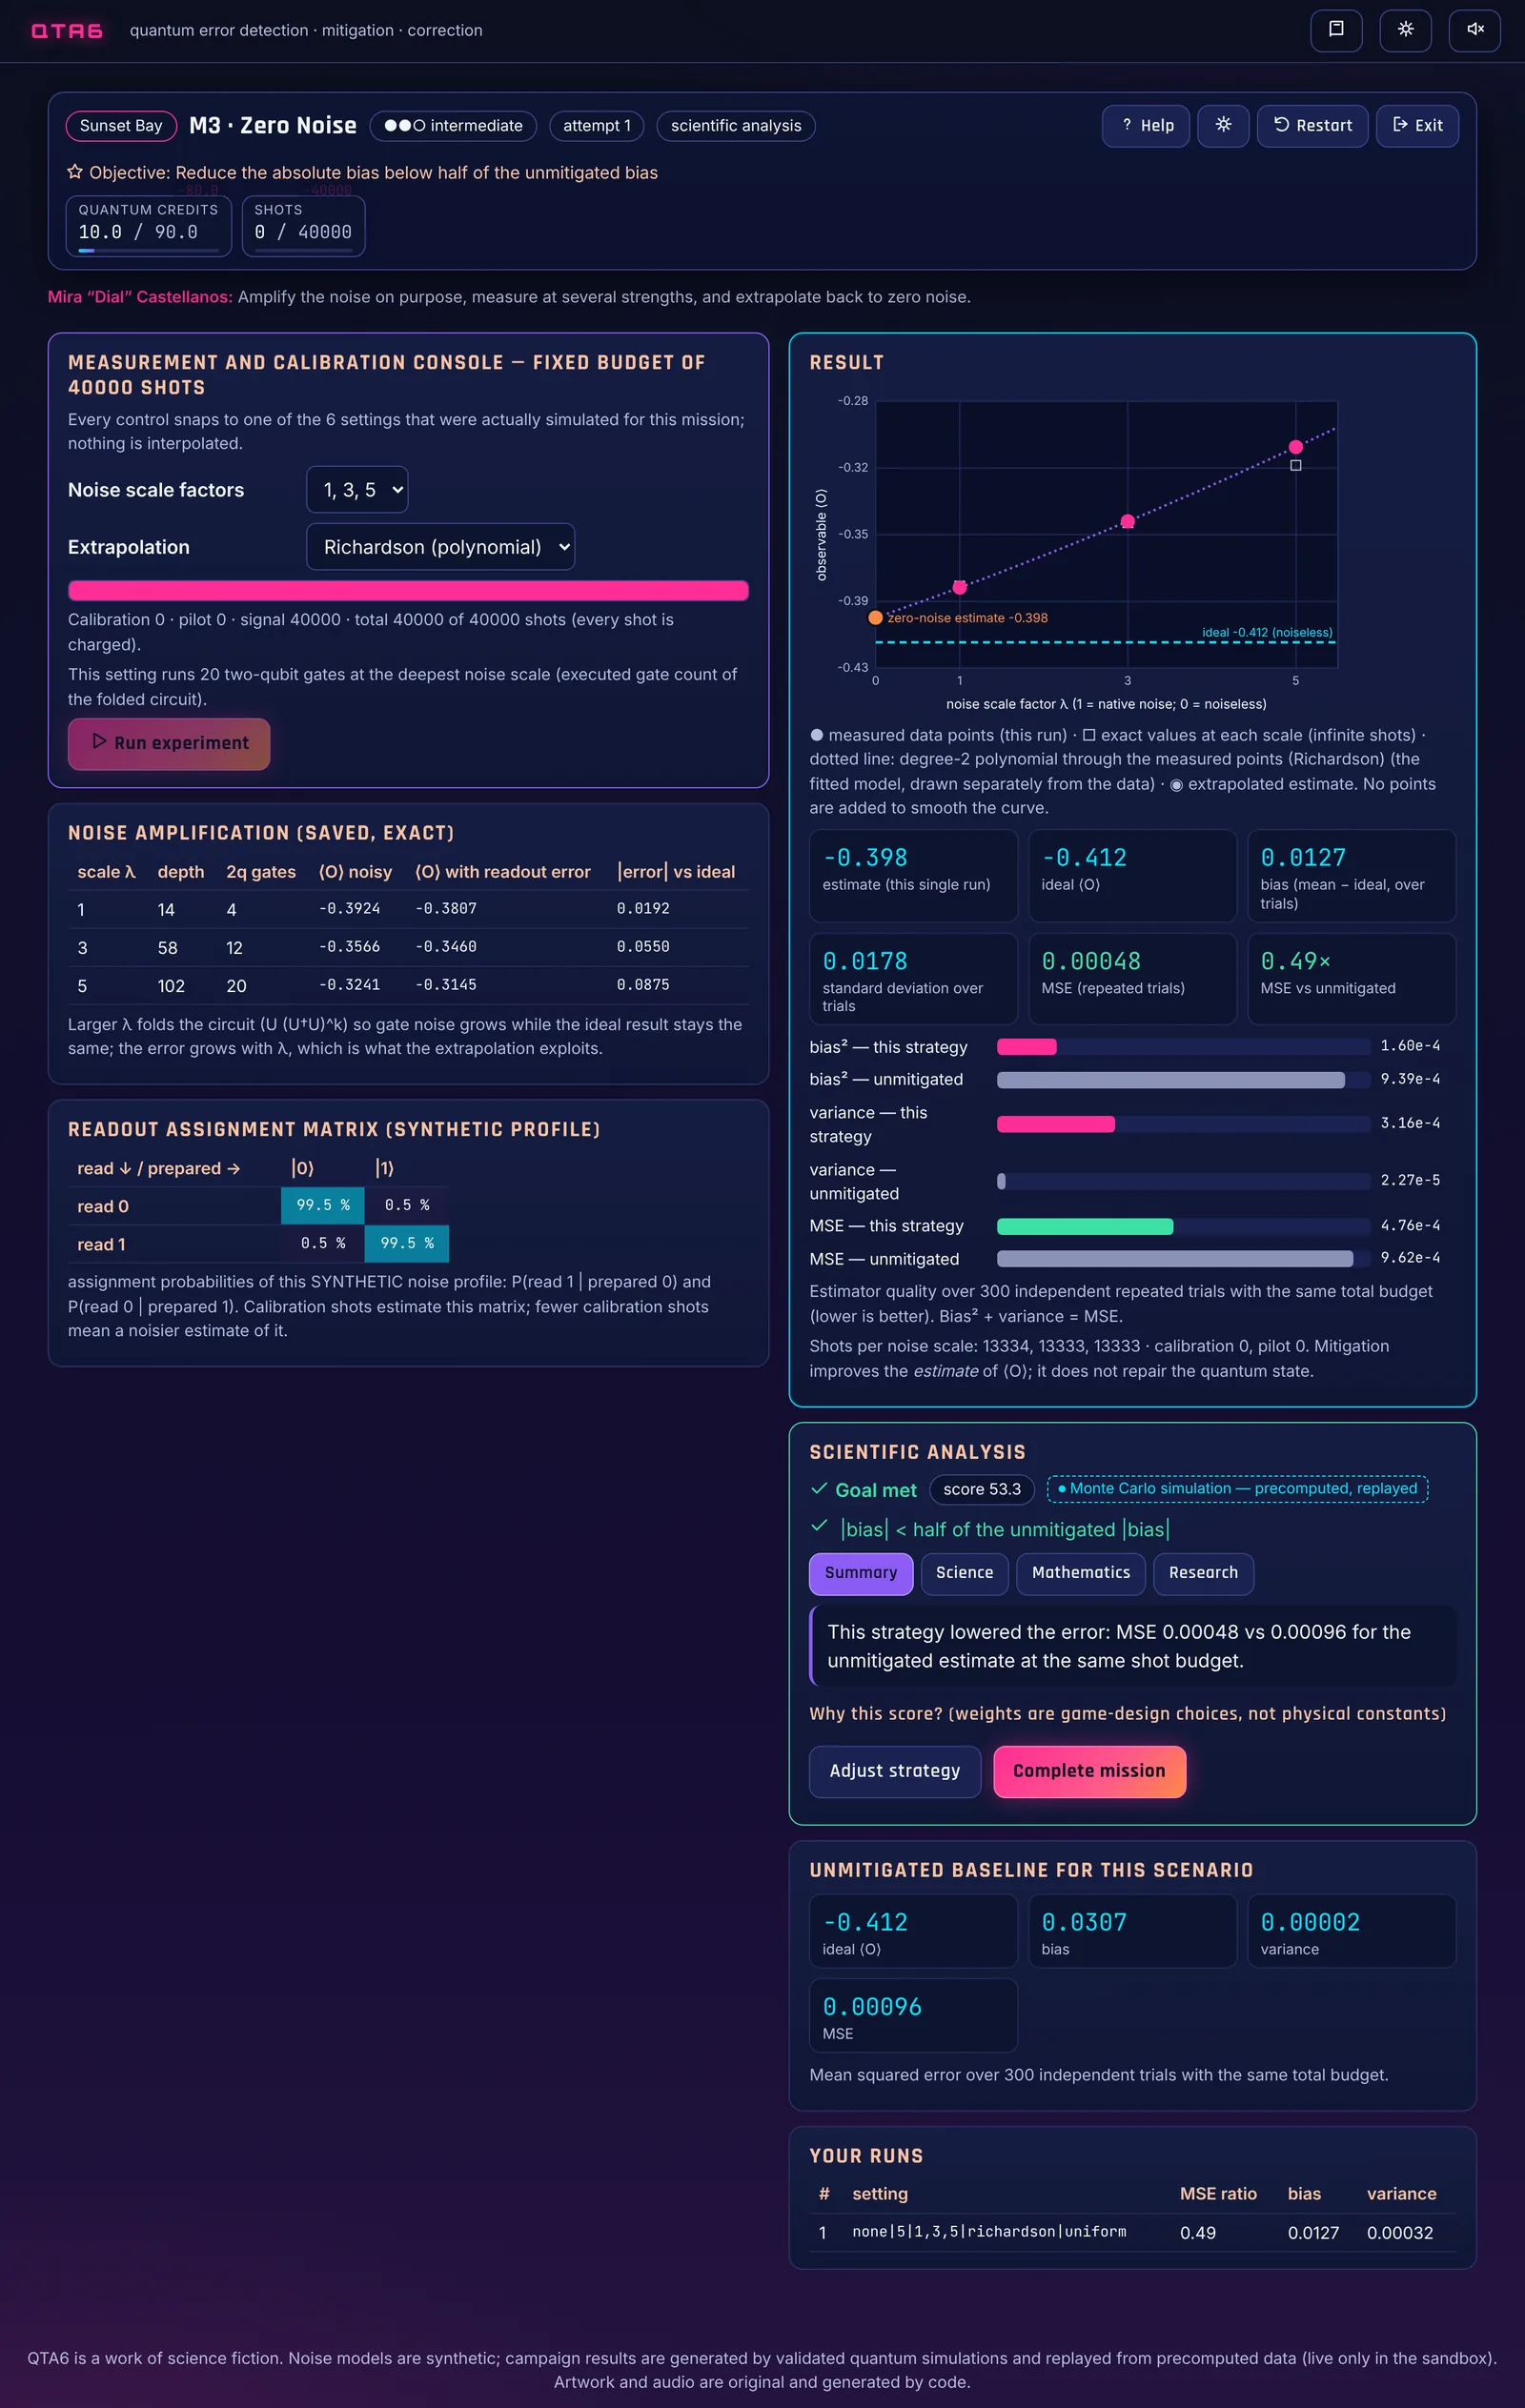 QTA6
quantum error detection · mitigation · correction
Sunset Bay
M3 · Zero Noise
●●○ intermediate
attempt 1
scientific analysis
? Help
Restart
Exit
Objective: Reduce the absolute bias below half of the unmitigated bias
-80.0
-40000
QUANTUM CREDITS
10.0 / 90.0
SHOTS
0 / 40000
Mira “Dial” Castellanos: Amplify the noise on purpose, measure at several strengths, and extrapolate back to zero noise.
MEASUREMENT AND CALIBRATION CONSOLE — FIXED BUDGET OF
40000 SHOTS
Every control snaps to one of the 6 settings that were actually simulated for this mission;
nothing is interpolated.
Noise scale factors
1, 3, 5
Extrapolation
Richardson (polynomial)
Calibration 0 · pilot 0 · signal 40000 · total 40000 of 40000 shots (every shot is
charged).
This setting runs 20 two-qubit gates at the deepest noise scale (executed gate count of
the folded circuit).
Run experiment
NOISE AMPLIFICATION (SAVED, EXACT)
scale λ depth 2q gates ⟨O⟩ noisy ⟨O⟩ with readout error |error| vs ideal
1 14 4 -0.3924 -0.3807 0.0192
3 58 12 -0.3566 -0.3460 0.0550
5 102 20 -0.3241 -0.3145 0.0875
Larger λ folds the circuit (U (U†U)^k) so gate noise grows while the ideal result stays the
same; the error grows with λ, which is what the extrapolation exploits.
READOUT ASSIGNMENT MATRIX (SYNTHETIC PROFILE)
read ↓ / prepared → |0⟩ |1⟩
read 0 99.5 % 0.5 %
read 1 0.5 % 99.5 %
assignment probabilities of this SYNTHETIC noise profile: P(read 1 | prepared 0) and
P(read 0 | prepared 1). Calibration shots estimate this matrix; fewer calibration shots
mean a noisier estimate of it.
RESULT
-0.28
-0.32
-0.35
-0.39
-0.43
observable ⟨O⟩
zero-noise estimate -0.398
ideal -0.412 (noiseless)
0 1 3 5
noise scale factor λ (1 = native noise; 0 = noiseless)
● measured data points (this run) · □ exact values at each scale (infinite shots) ·
dotted line: degree-2 polynomial through the measured points (Richardson) (the
fitted model, drawn separately from the data) · ◉ extrapolated estimate. No points
are added to smooth the curve.
-0.398
estimate (this single run)
-0.412
ideal ⟨O⟩
0.0127
bias (mean − ideal, over
trials)
0.0178
standard deviation over
trials
0.00048
MSE (repeated trials)
0.49×
MSE vs unmitigated
bias² — this strategy 1.60e-4
bias² — unmitigated 9.39e-4
variance — this
strategy 3.16e-4
variance —
unmitigated 2.27e-5
MSE — this strategy 4.76e-4
MSE — unmitigated 9.62e-4
Estimator quality over 300 independent repeated trials with the same total budget
(lower is better). Bias² + variance = MSE.
Shots per noise scale: 13334, 13333, 13333 · calibration 0, pilot 0. Mitigation
improves the estimate of ⟨O⟩; it does not repair the quantum state.
SCIENTIFIC ANALYSIS
✓ Goal met
score 53.3
● Monte Carlo simulation — precomputed, replayed
✓ |bias| < half of the unmitigated |bias|
Summary
Science
Mathematics
Research
This strategy lowered the error: MSE 0.00048 vs 0.00096 for the
unmitigated estimate at the same shot budget.
Why this score? (weights are game-design choices, not physical constants)
Adjust strategy
Complete mission
UNMITIGATED BASELINE FOR THIS SCENARIO
-0.412
ideal ⟨O⟩
0.0307
bias
0.00002
variance
0.00096
MSE
Mean squared error over 300 independent trials with the same total budget.
YOUR RUNS
# setting MSE ratio bias variance
1 none|5|1,3,5|richardson|uniform 0.49 0.0127 0.00032
QTA6 is a work of science fiction. Noise models are synthetic; campaign results are generated by validated quantum simulations and replayed from precomputed data (live only in the sandbox).
Artwork and audio are original and generated by code.